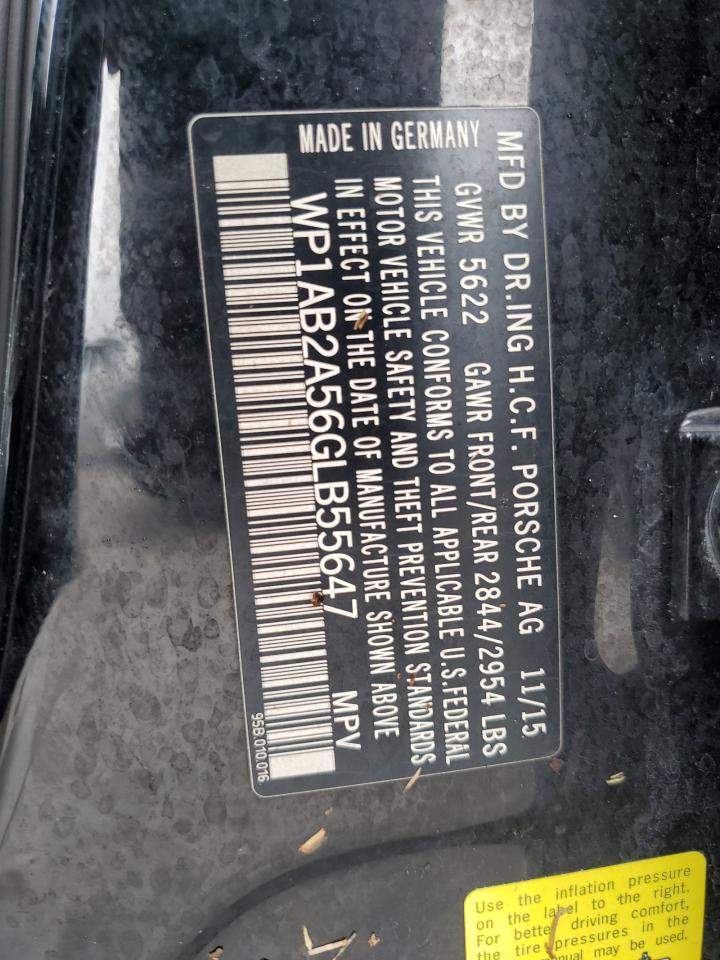 MFD BY DR.ING H.C.F. PORSCHE AG 11/15
GVWR 5622 GAWR FRONT/REAR 2844/2954 LBS
THIS VEHICLE CONFORMS TO ALL APPLICABLE U.S.FEDERAL
MOTOR VEHICLE SAFETY AND THEFT PREVENTION STANDARDS
IN EFFECT ON THE DATE OF MANUFACTURE SHOWN ABOVE
WP1AB2A56GLB55647 MPV
95B.010.016
MADE IN GERMANY
Use the inflation pressure
on the label to the right.
For better driving comfort,
the tire pressures in the
manual may be used.